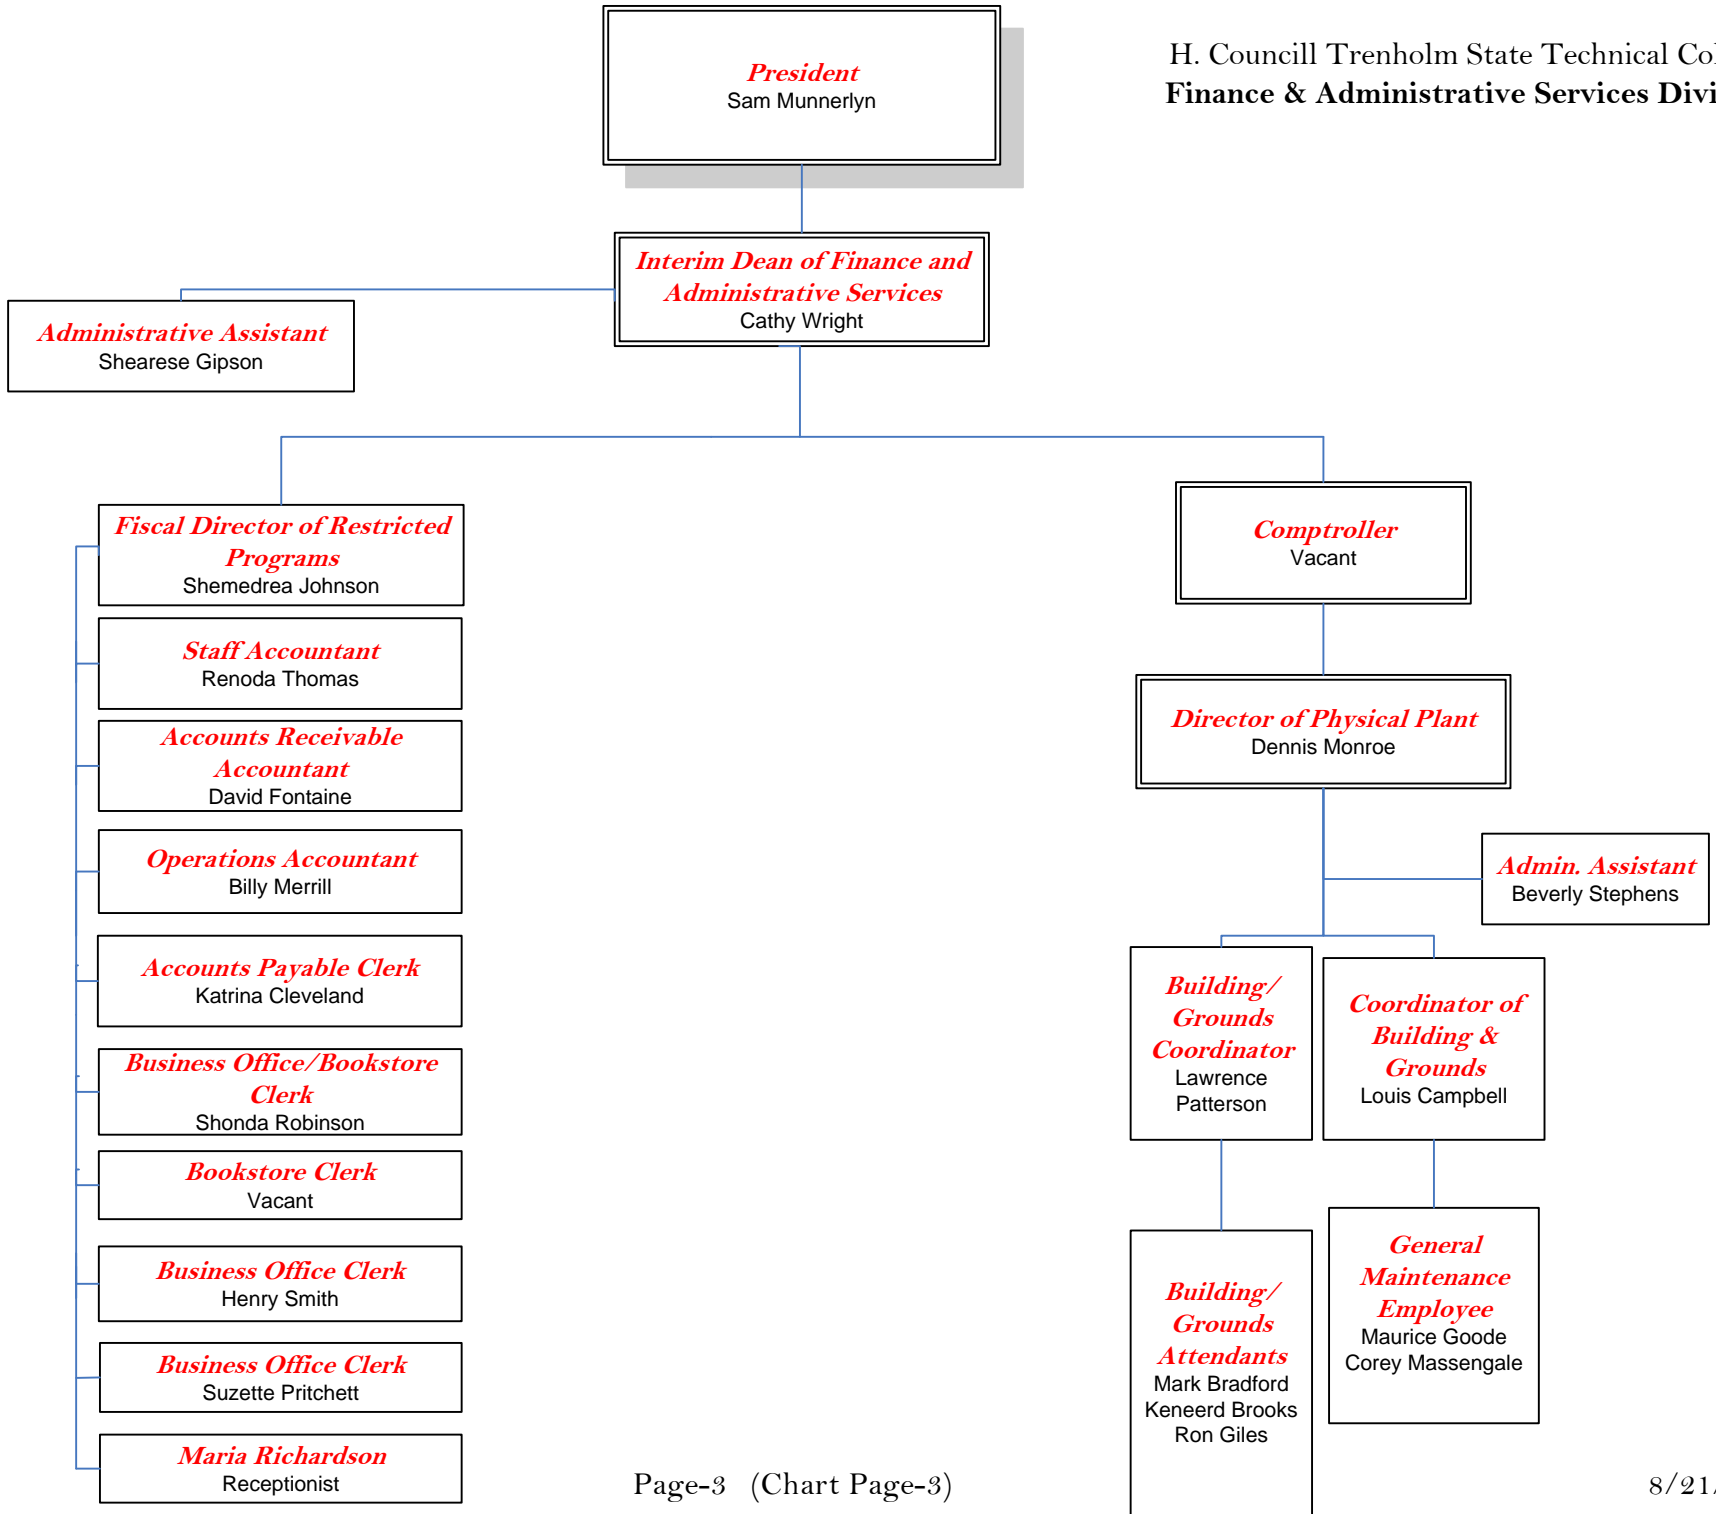 President
Sam Munnerlyn
H. Councill Trenholm State Technical
Finance & Administrative Services
Interim Dean of Finance and
Administrative Services
Cathy Wright
Administrative Assistant
Shearese Gipson
Fiscal Director of Restricted
Programs
Shemedrea Johnson
Staff Accountant
Renoda Thomas
Accounts Receivable
Accountant
David Fontaine
Operations Accountant
Billy Merrill
Accounts Payable Clerk
Katrina Cleveland
Business Office/Bookstore
Clerk
Shonda Robinson
Bookstore Clerk
Vacant
Business Office Clerk
Henry Smith
Business Office Clerk
Suzette Pritchett
Maria Richardson
Receptionist
Comptroller
Vacant
Director of Physical Plant
Dennis Monroe
Admin. Assistant
Beverly Stephens
Building/
Grounds
Coordinator
Lawrence
Patterson
Coordinator of
Building &
Grounds
Louis Campbell
Building/
Grounds
Attendants
Mark Bradford
Keneerd Brooks
Ron Giles
General
Maintenance
Employee
Maurice Goode
Corey Massengale
Page-3 (Chart Page-3)
8/21/